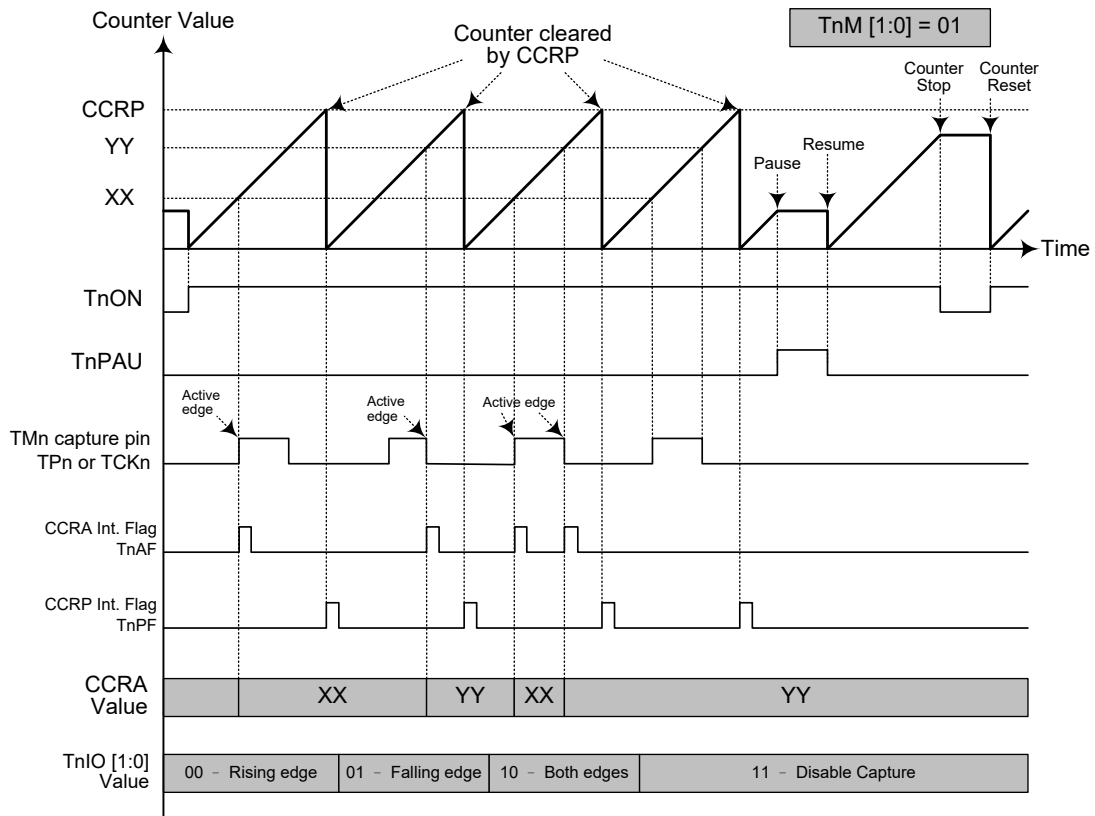 Counter Value
TnM [1:0] = 01
Counter cleared
by CCRP
Counter
Stop
Counter
Reset
CCRP
YY
XX
Pause
Resume
Time
TnON
TnPAU
Active
edge
Active
edge
Active edge
TMn capture pin
TPn or TCKn
CCRA Int. Flag
TnAF
CCRP Int. Flag
TnPF
CCRA
Value
XX
YY
XX
YY
TnIO [1:0]
Value
00 – Rising edge
01 – Falling edge
10 – Both edges
11 – Disable Capture